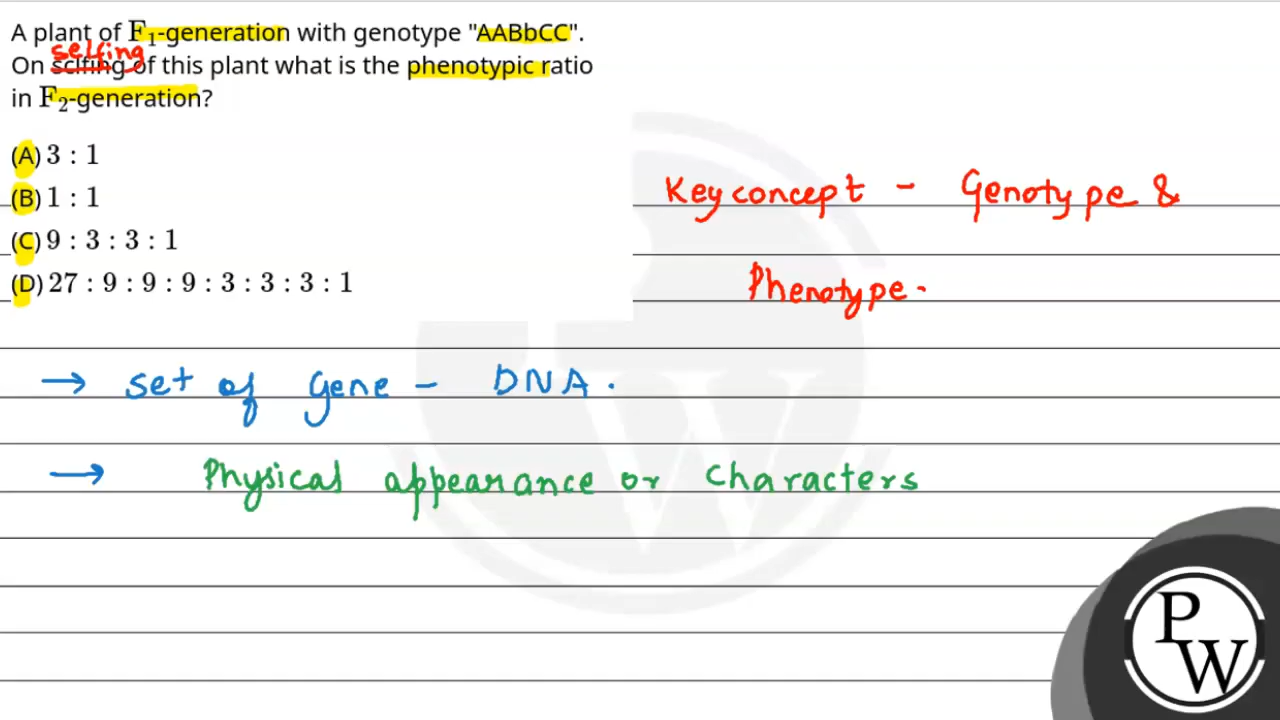 A plant of F₁-generation with genotype "AABbCC".
selfing
On sclfing of this plant what is the phenotypic ratio
in F₂-generation?
(A) 3 : 1
(B) 1 : 1
(C) 9 : 3 : 3 : 1
(D) 27 : 9 : 9 : 9 : 3 : 3 : 3 : 1
Key concept - Genotype &
Phenotype.
→ set of gene - DNA.
→ Physical appearance or characters
P
W